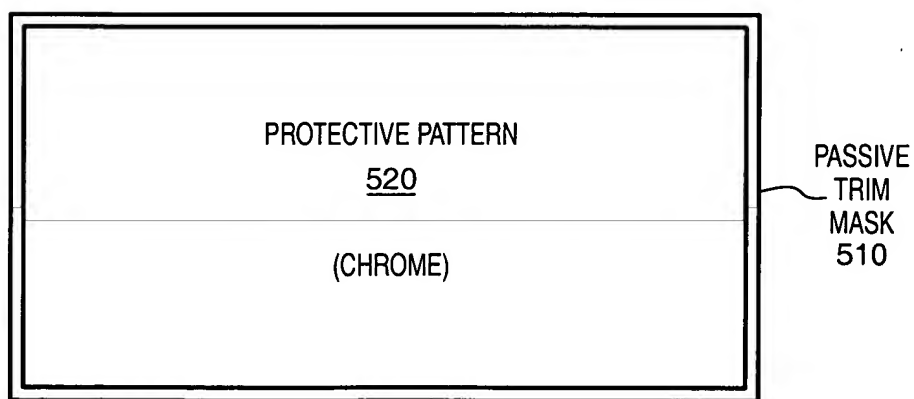 PROTECTIVE PATTERN
520
(CHROME)
PASSIVE
TRIM
MASK
510